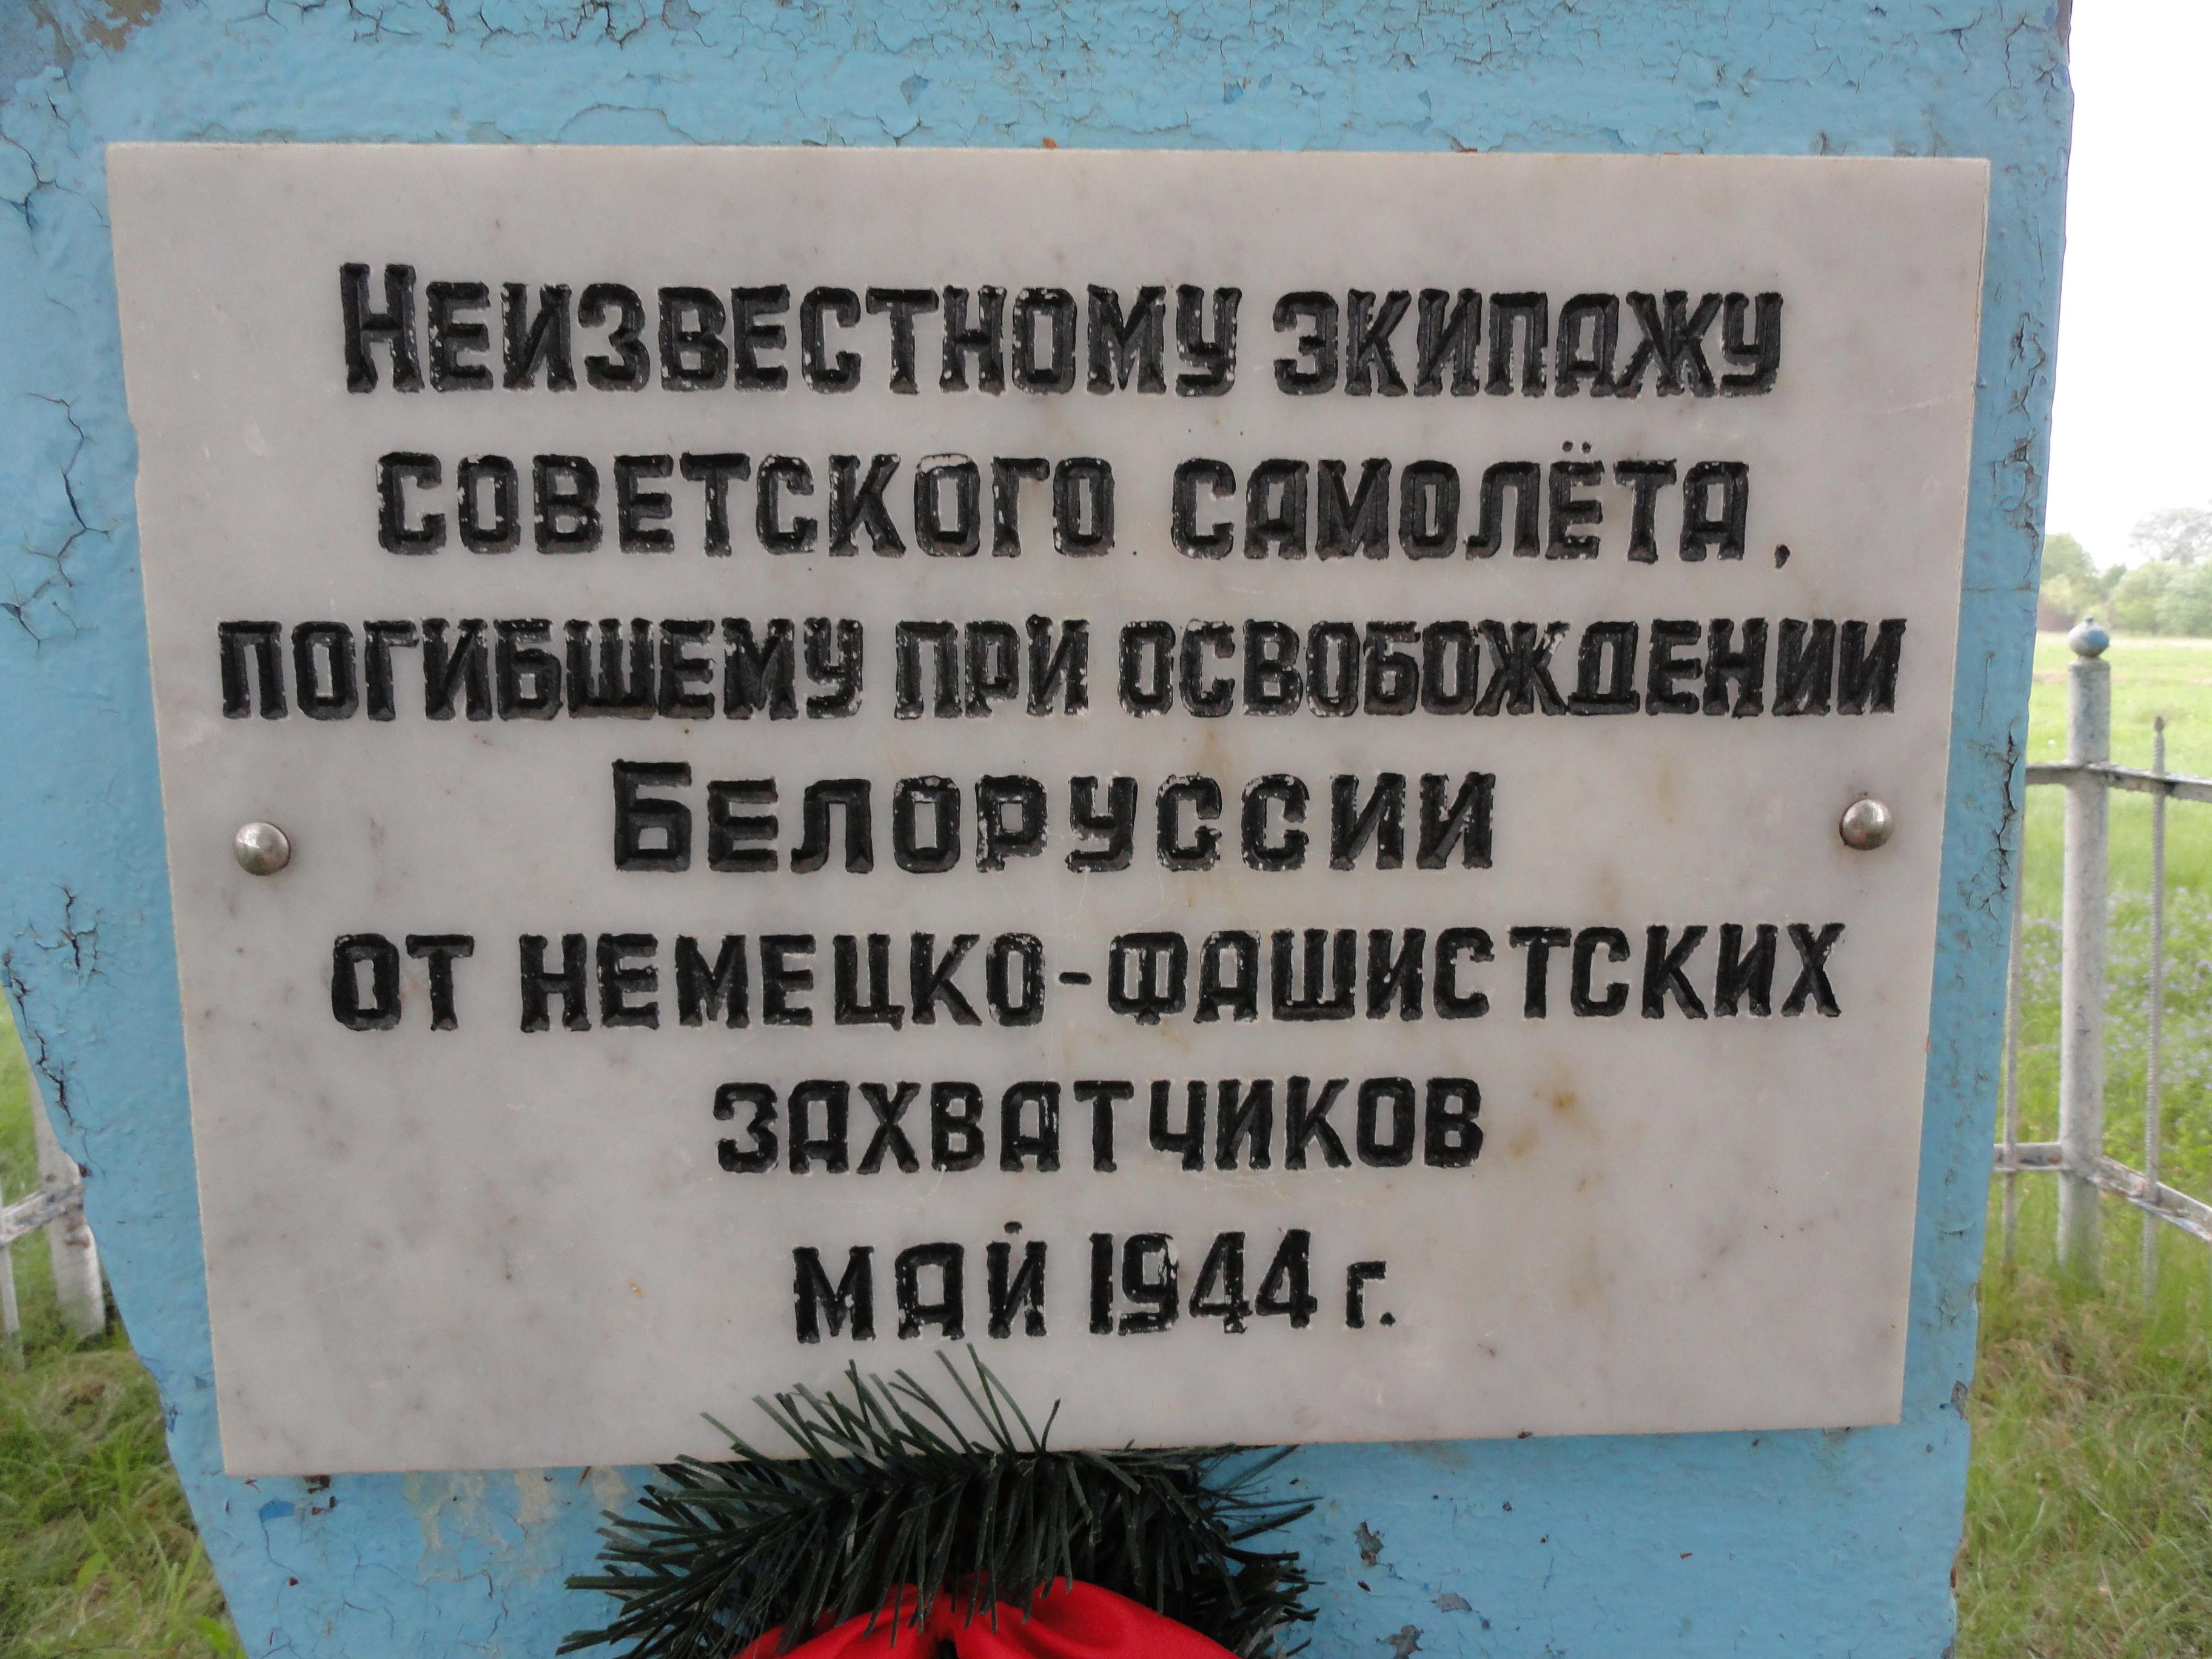 Неизвестному экипажу
советского самолёта,
погибшему при освобождении
Белоруссии
от немецко-фашистских
захватчиков
май 1944 г.